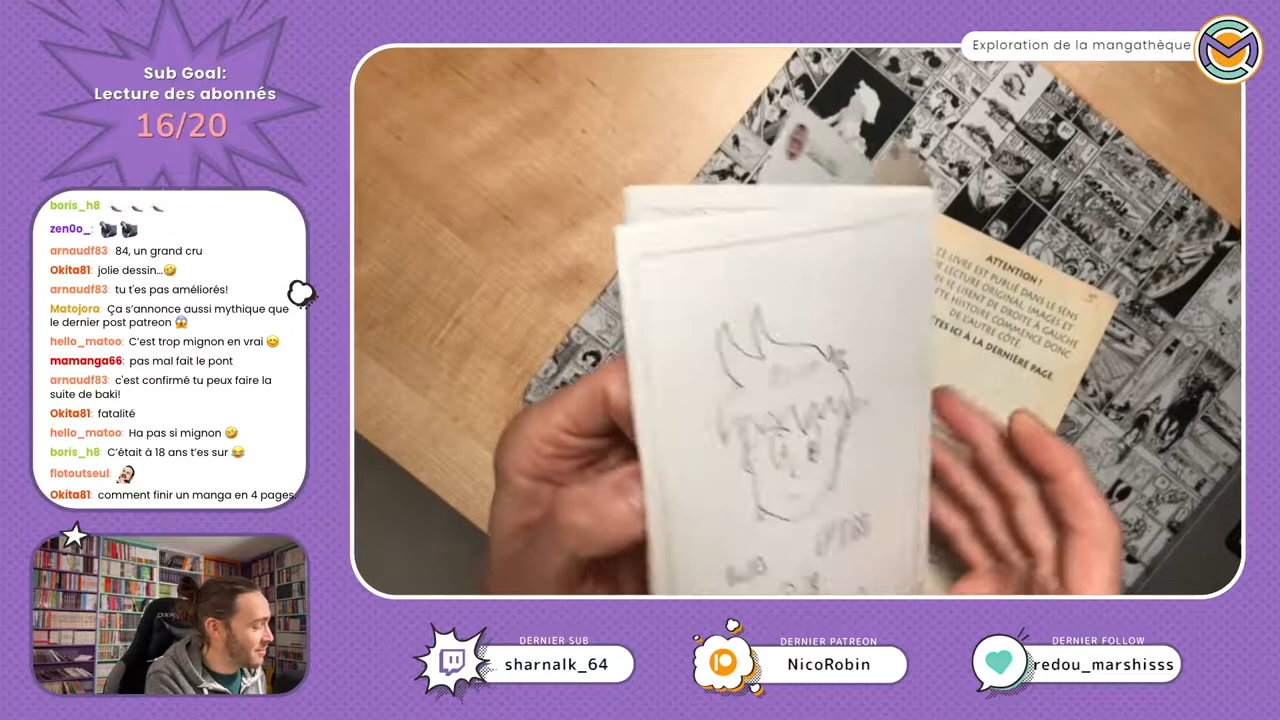 Sub Goal:
Lecture des abonnés
16/20
Exploration de la mangathèque
boris_h8:
zen0o_:
arnaudf83: 84, un grand cru
Okita81: jolie dessin...🤣
arnaudf83: tu t'es pas améliorés!
Matojora: Ça s'annonce aussi mythique que
le dernier post patreon 😱
hello_matoo: C'est trop mignon en vrai 😊
mamanga66: pas mal fait le pont
arnaudf83: c'est confirmé tu peux faire la
suite de baki!
Okita81: fatalité
hello_matoo: Ha pas si mignon 🤣
boris_h8: C'était à 18 ans t'es sur 😂
flotoutseul:
Okita81: comment finir un manga en 4 pages
ATTENTION !
CE LIVRE EST PUBLIÉ DANS LE SENS
DE LECTURE ORIGINAL. IMAGES ET
SE LISENT DE DROITE À GAUCHE
HISTOIRE COMMENCE DONC
DE L'AUTRE CÔTÉ.
ICI À LA DERNIÈRE PAGE.
DERNIER SUB
sharnalk_64
DERNIER PATREON
NicoRobin
DERNIER FOLLOW
redou_marshisss